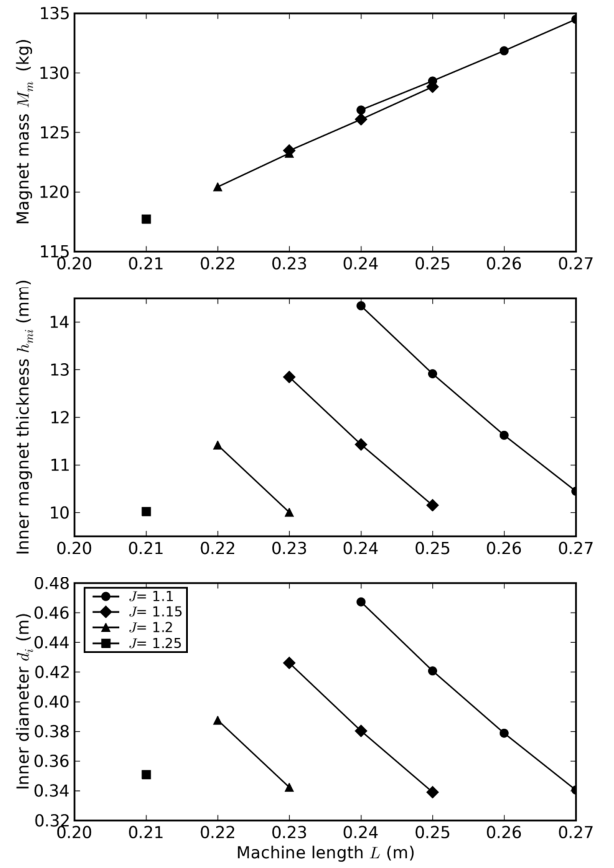 135
130
125
120
115
Magnet mass M_m (kg)
0.20 0.21 0.22 0.23 0.24 0.25 0.26 0.27
14
13
12
11
10
Inner magnet thickness h_mi (mm)
0.20 0.21 0.22 0.23 0.24 0.25 0.26 0.27
0.48
0.46
0.44
0.42
0.40
0.38
0.36
0.34
0.32
Inner diameter d_i (m)
J= 1.1
J= 1.15
J= 1.2
J= 1.25
0.20 0.21 0.22 0.23 0.24 0.25 0.26 0.27
Machine length L (m)